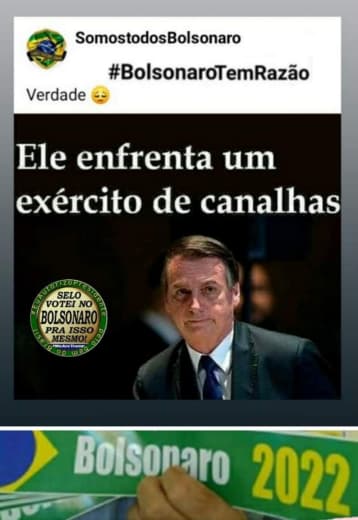 SomostodosBolsonaro
#BolsonaroTemRazão
Verdade
Ele enfrenta um
exército de canalhas
SELO
VOTEI NO
BOLSONARO
PRA ISSO
MESMO!
Bolsonaro 2022